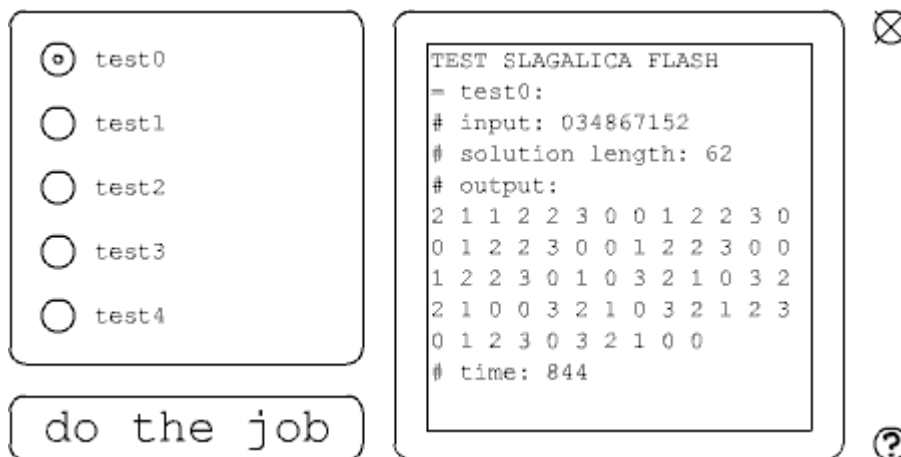 test0
test1
test2
test3
test4
do the job
TEST SLAGALICA FLASH
= test0:
# input: 034867152
# solution length: 62
# output:
2 1 1 2 2 3 0 0 1 2 2 3 0
0 1 2 2 3 0 0 1 2 2 3 0 0
1 2 2 3 0 1 0 3 2 1 0 3 2
2 1 0 0 3 2 1 0 3 2 1 2 3
0 1 2 3 0 3 2 1 0 0
# time: 844
?